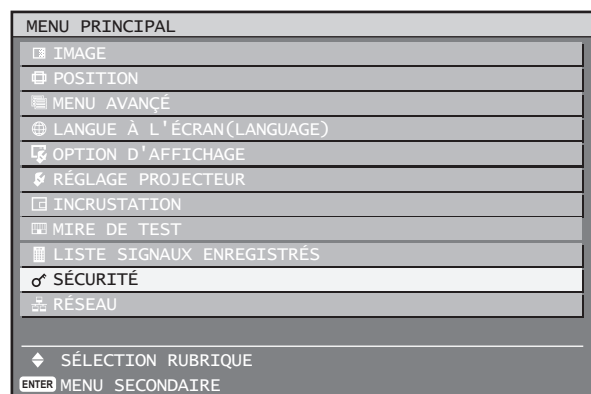 MENU PRINCIPAL
IMAGE
POSITION
MENU AVANÇÉ
LANGUE À L'ÉCRAN(LANGUAGE)
OPTION D'AFFICHAGE
RÉGLAGE PROJECTEUR
INCRUSTATION
MIRE DE TEST
LISTE SIGNAUX ENREGISTRÉS
SÉCURITÉ
RÉSEAU
SÉLECTION RUBRIQUE
ENTER MENU SECONDAIRE